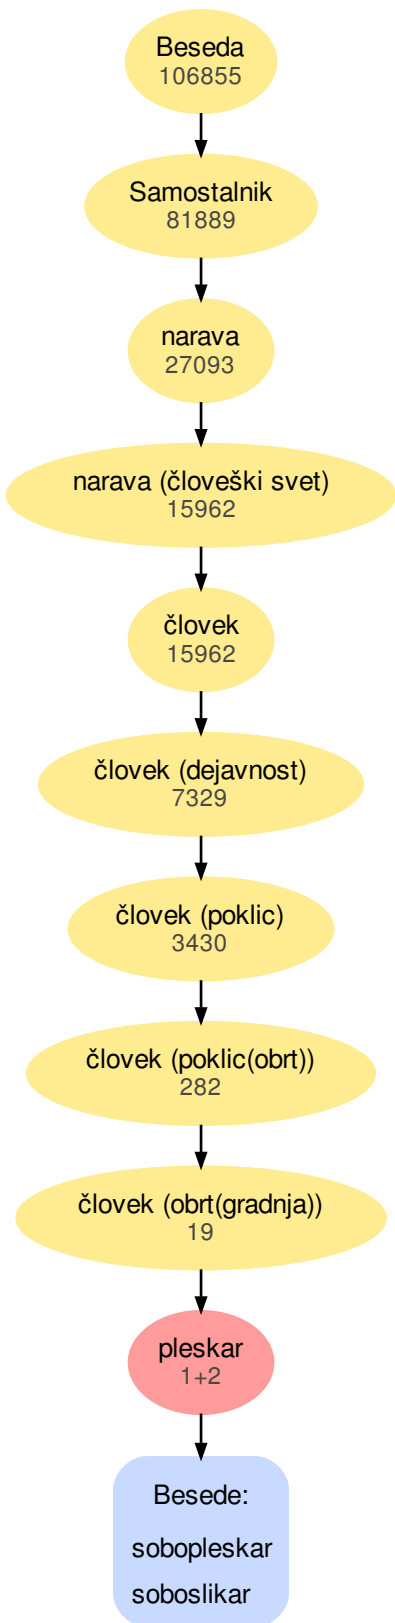 Beseda
106855
Samostalnik
81889
narava
27093
narava (človeški svet)
15962
človek
15962
človek (dejavnost)
7329
človek (poklic)
3430
človek (poklic(obrt))
282
človek (obrt(gradnja))
19
pleskar
1+2
Besede:
sobopleskar
soboslikar